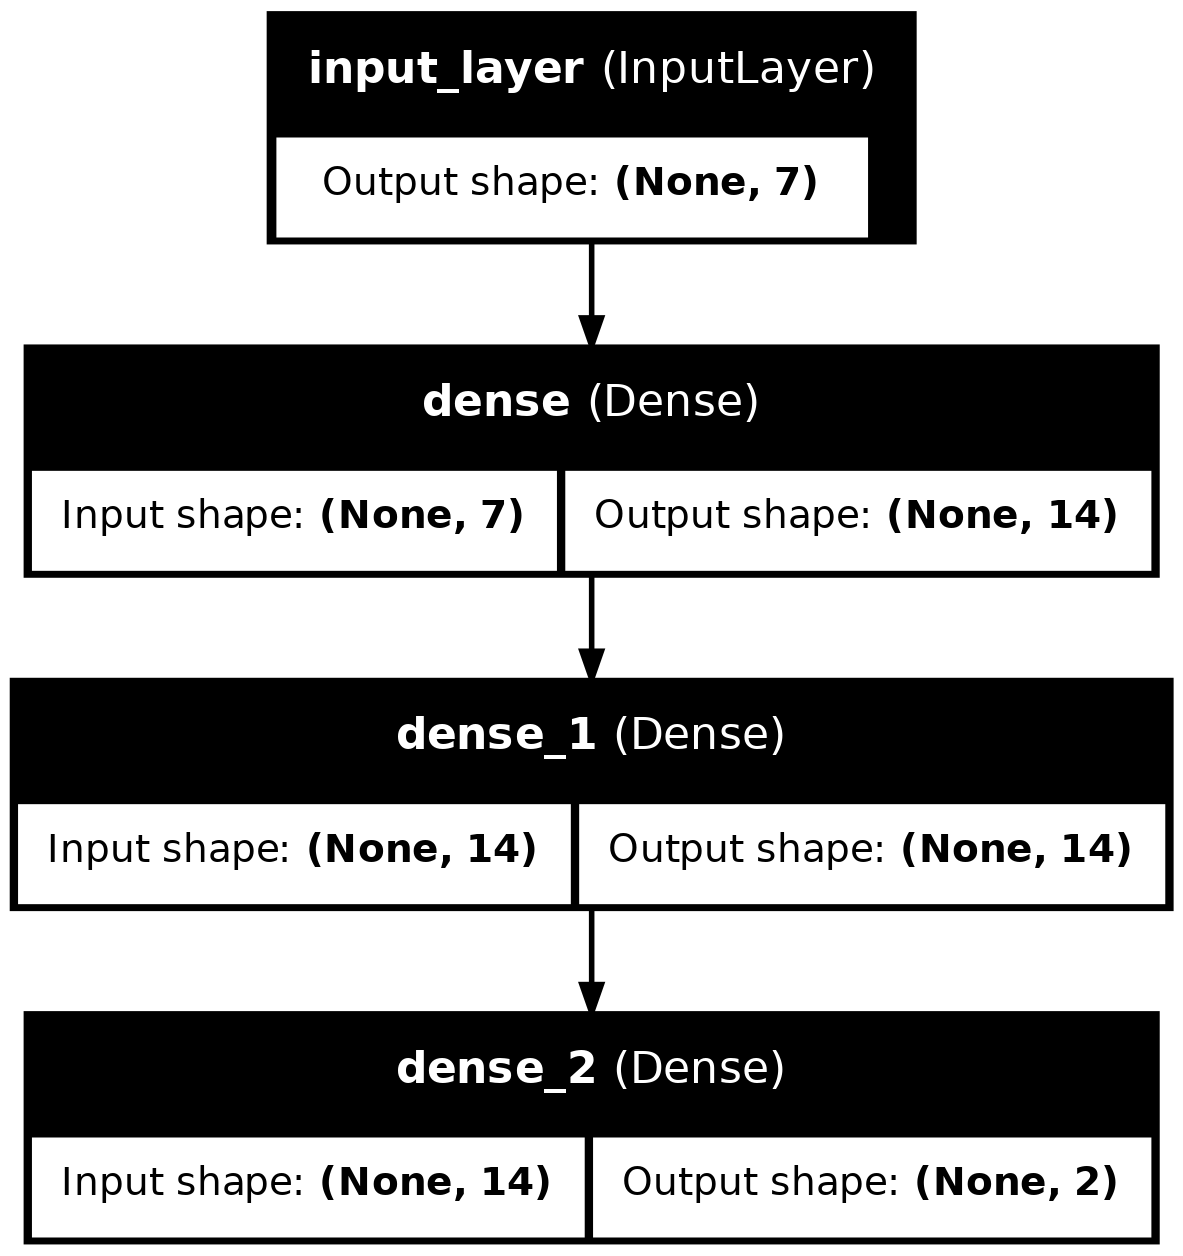 input_layer (InputLayer)
Output shape: (None, 7)
dense (Dense)
Input shape: (None, 7) Output shape: (None, 14)
dense_1 (Dense)
Input shape: (None, 14) Output shape: (None, 14)
dense_2 (Dense)
Input shape: (None, 14) Output shape: (None, 2)